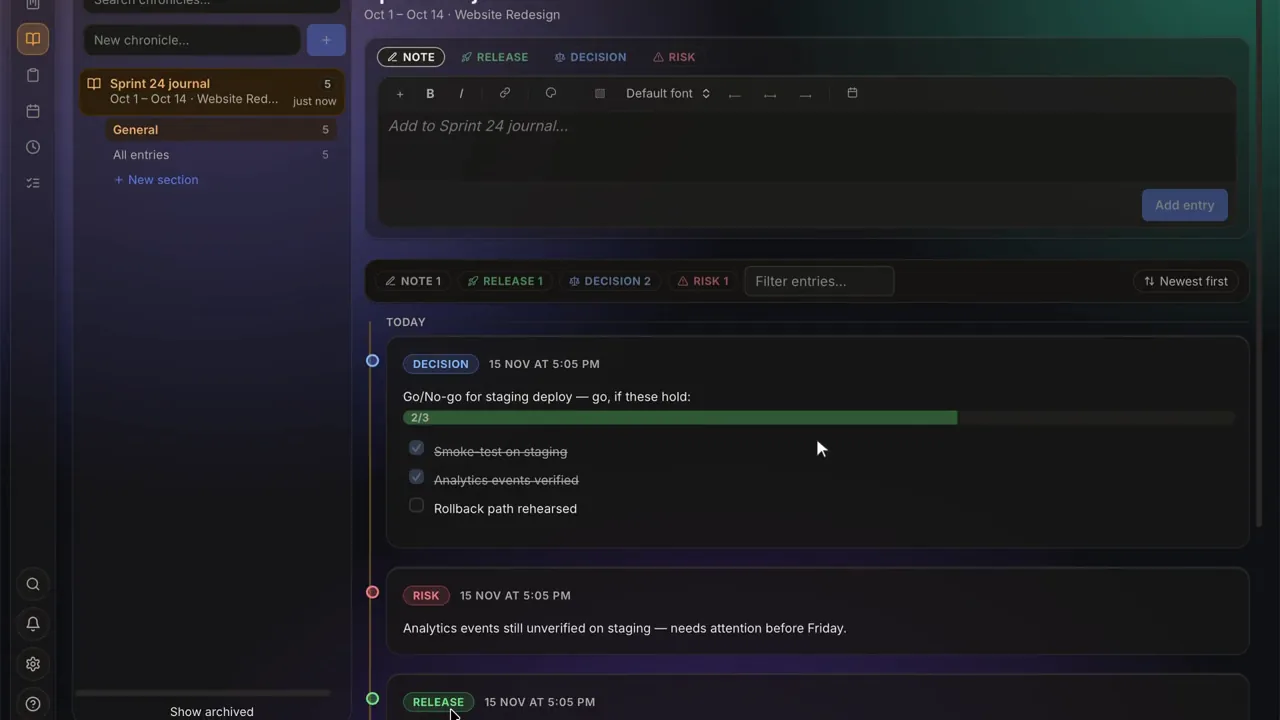 Search chronicles...
New chronicle...
+
Sprint 24 journal 5
Oct 1 – Oct 14 · Website Red... just now
General 5
All entries 5
+ New section
Show archived
Oct 1 – Oct 14 · Website Redesign
NOTE RELEASE DECISION RISK
+ B I Default font
Add to Sprint 24 journal...
Add entry
NOTE 1 RELEASE 1 DECISION 2 RISK 1 Filter entries... Newest first
TODAY
DECISION 15 NOV AT 5:05 PM
Go/No-go for staging deploy — go, if these hold:
2/3
Smoke-test on staging
Analytics events verified
Rollback path rehearsed
RISK 15 NOV AT 5:05 PM
Analytics events still unverified on staging — needs attention before Friday.
RELEASE 15 NOV AT 5:05 PM